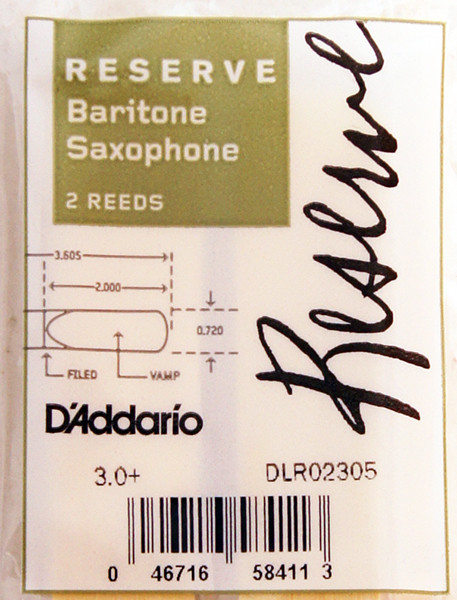 RESERVE
Baritone
Saxophone
2 REEDS
Reserve
3.605
2.000
0.720
FILED
VAMP
D'Addario
3.0+
DLR02305
0 46716 58411 3